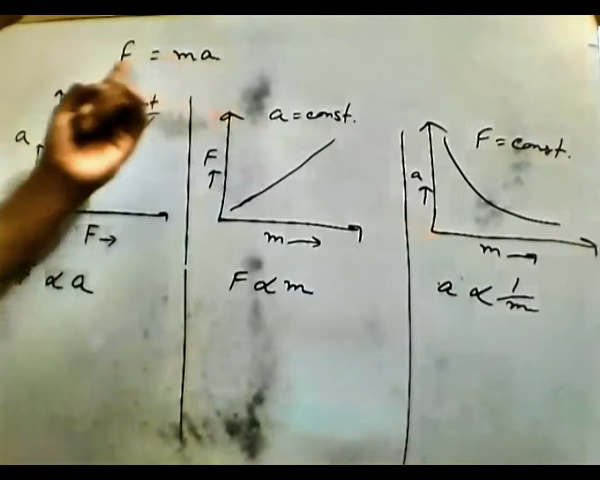 F = ma
a
F →
∝ a
a = const.
F
m →
F ∝ m
F = const.
a
m →
a ∝ 1/m